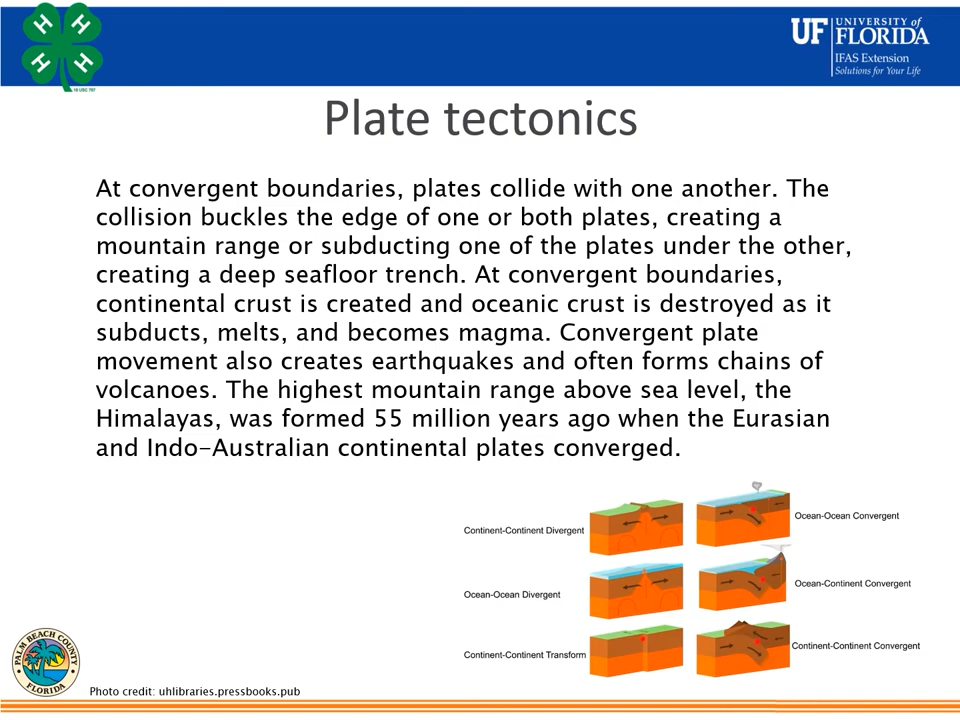 H H
H H
18 USC 707
UF UNIVERSITY of
FLORIDA
IFAS Extension
Solutions for Your Life
Plate tectonics
At convergent boundaries, plates collide with one another. The
collision buckles the edge of one or both plates, creating a
mountain range or subducting one of the plates under the other,
creating a deep seafloor trench. At convergent boundaries,
continental crust is created and oceanic crust is destroyed as it
subducts, melts, and becomes magma. Convergent plate
movement also creates earthquakes and often forms chains of
volcanoes. The highest mountain range above sea level, the
Himalayas, was formed 55 million years ago when the Eurasian
and Indo-Australian continental plates converged.
Continent-Continent Divergent
Ocean-Ocean Convergent
Ocean-Ocean Divergent
Ocean-Continent Convergent
Continent-Continent Transform
Continent-Continent Convergent
PALM BEACH COUNTY
FLORIDA
Photo credit: uhlibraries.pressbooks.pub